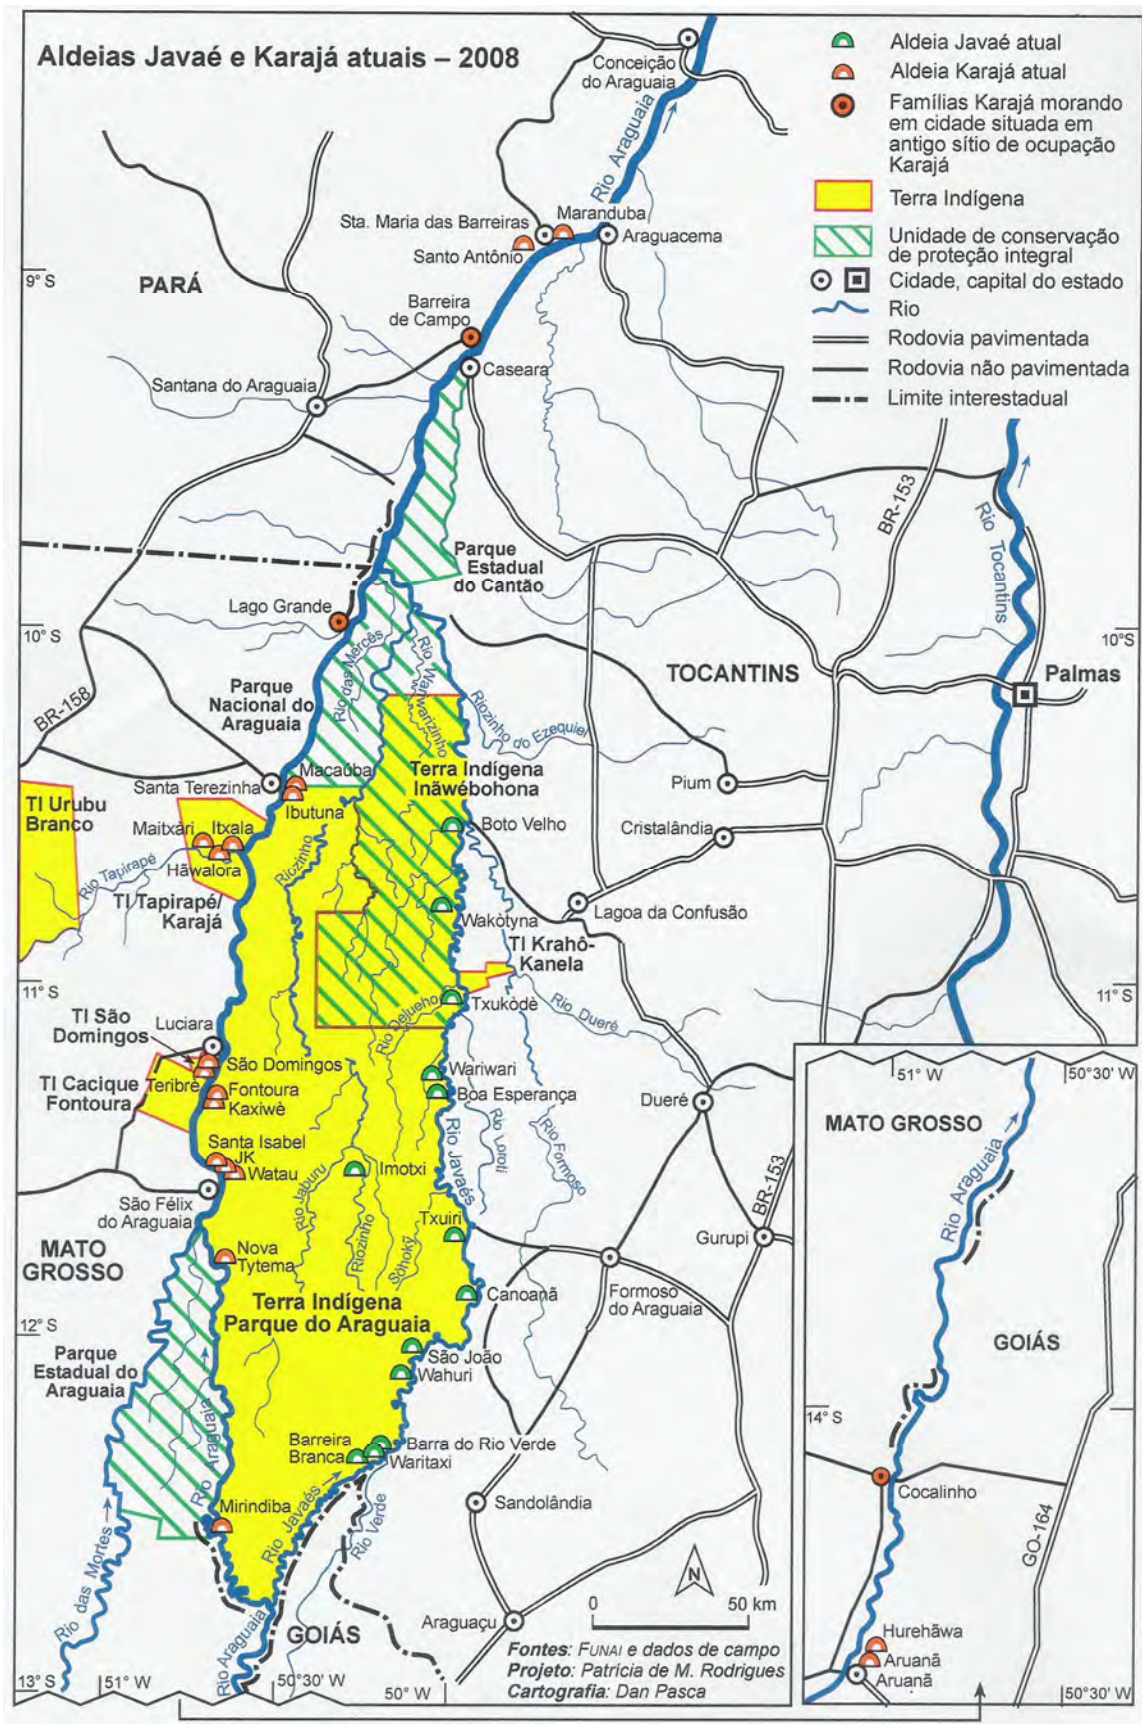 Aldeias Javaé e Karajá atuais – 2008
Aldeia Javaé atual
Aldeia Karajá atual
Famílias Karajá morando
em cidade situada em
antigo sítio de ocupação
Karajá
Terra Indígena
Unidade de conservação
de proteção integral
Cidade, capital do estado
Rio
Rodovia pavimentada
Rodovia não pavimentada
Limite interestadual
Conceição
do Araguaia
Rio Araguaia
Sta. Maria das Barreiras
Maranduba
Santo Antônio
Araguacema
9° S
PARÁ
Barreira
de Campo
Caseara
Santana do Araguaia
BR-153
Rio Tocantins
Parque
Estadual
do Cantão
Lago Grande
10° S
10°S
Rio das Mercês
Rio Wariwarizinho
TOCANTINS
Palmas
BR-158
Parque
Nacional do
Araguaia
Riozinho do Ezequiel
Santa Terezinha
Macaúba
Ibutuna
Terra Indígena
Inãwébohona
Pium
TI Urubu
Branco
Maitxàri
Itxala
Hãwalora
Boto Velho
Cristalândia
Rio Tapirapé
TI Tapirapé/
Karajá
Riozinho
Wakòtyna
Lagoa da Confusão
TI Krahô-
Kanela
11° S
11° S
TI São
Domingos
Luciara
Rio Dejueho
Txukòdè
Rio Dueré
São Domingos
TI Cacique
Fontoura
Teribré
Fontoura
Kaxiwè
Wariwari
Boa Esperança
Dueré
Rio Javaés
Rio Loroti
Rio Formoso
Santa Isabel
JK
Watau
Imotxi
Rio Jaburu
Riozinho
Sòhoky
BR-153
São Félix
do Araguaia
Txuiri
Gurupi
MATO
GROSSO
Nova
Tytema
Canoanã
Formoso
do Araguaia
Terra Indígena
Parque do Araguaia
12° S
Parque
Estadual do
Araguaia
São João
Wahuri
Rio Araguaia
Barreira
Branca
Barra do Rio Verde
Waritaxi
Mirindiba
Rio Javaés
Rio Verde
Sandolândia
Rio das Mortes
N
0
50 km
Araguaçu
GOIÁS
Rio Araguaia
Fontes: FUNAI e dados de campo
Projeto: Patrícia de M. Rodrigues
Cartografia: Dan Pasca
13° S
51° W
50°30' W
50° W
51° W
50°30' W
MATO GROSSO
Rio Araguaia
GOIÁS
14° S
Cocalinho
GO-164
Hurehãwa
Aruanã
Aruanã
50°30' W